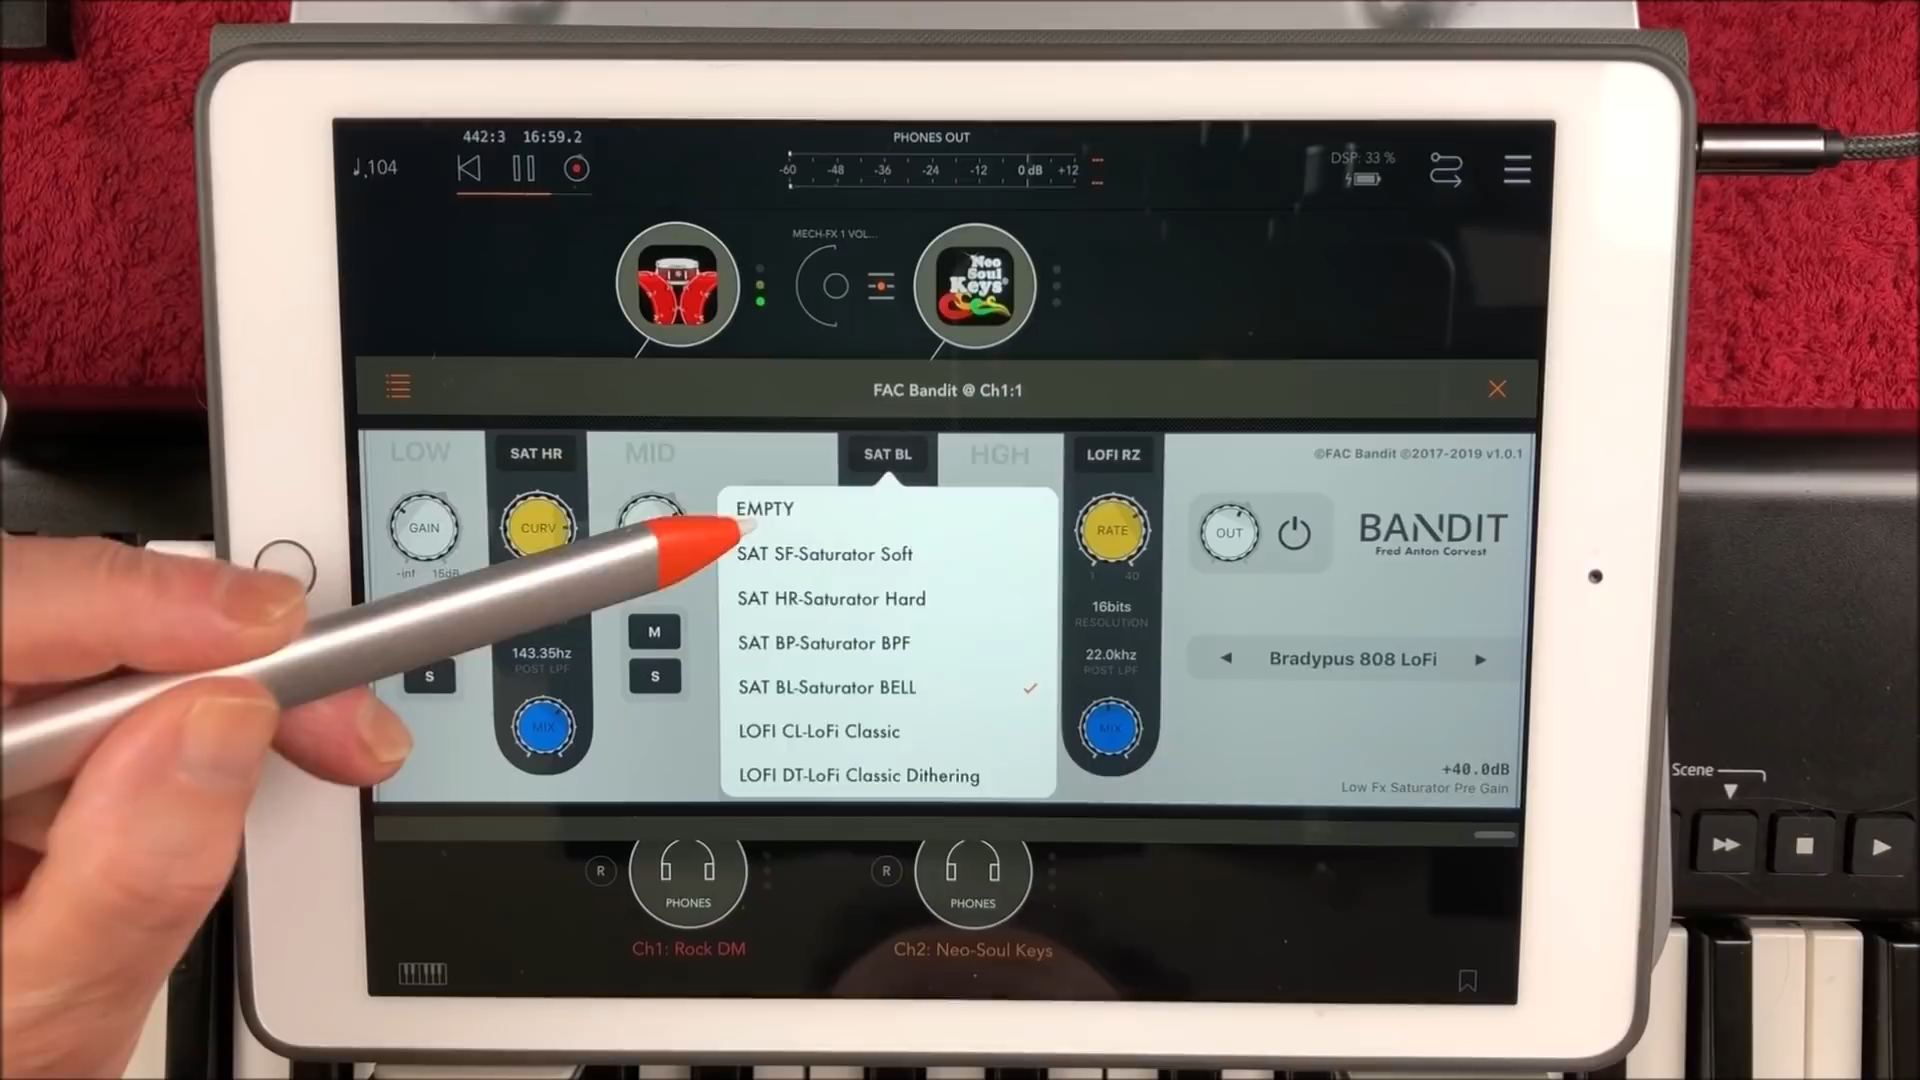 442:3 16:59.2
104
PHONES OUT
-60 -48 -36 -24 -12 0 dB +12
DSP: 33 %
MECH-FX 1 VOL...
Neo
Soul
Keys
FAC Bandit @ Ch1:1
LOW
SAT HR
MID
SAT BL
HGH
LOFI RZ
©FAC Bandit ©2017-2019 v1.0.1
GAIN
-inf 15dB
CURV
EMPTY
SAT SF-Saturator Soft
SAT HR-Saturator Hard
SAT BP-Saturator BPF
SAT BL-Saturator BELL
LOFI CL-LoFi Classic
LOFI DT-LoFi Classic Dithering
RATE
1 40
OUT
BANDIT
Fred Anton Corvest
16bits
RESOLUTION
M
S
S
143.35hz
POST LPF
22.0khz
POST LPF
Bradypus 808 LoFi
MIX
MIX
+40.0dB
Low Fx Saturator Pre Gain
R
PHONES
R
PHONES
Ch1: Rock DM
Ch2: Neo-Soul Keys
Scene